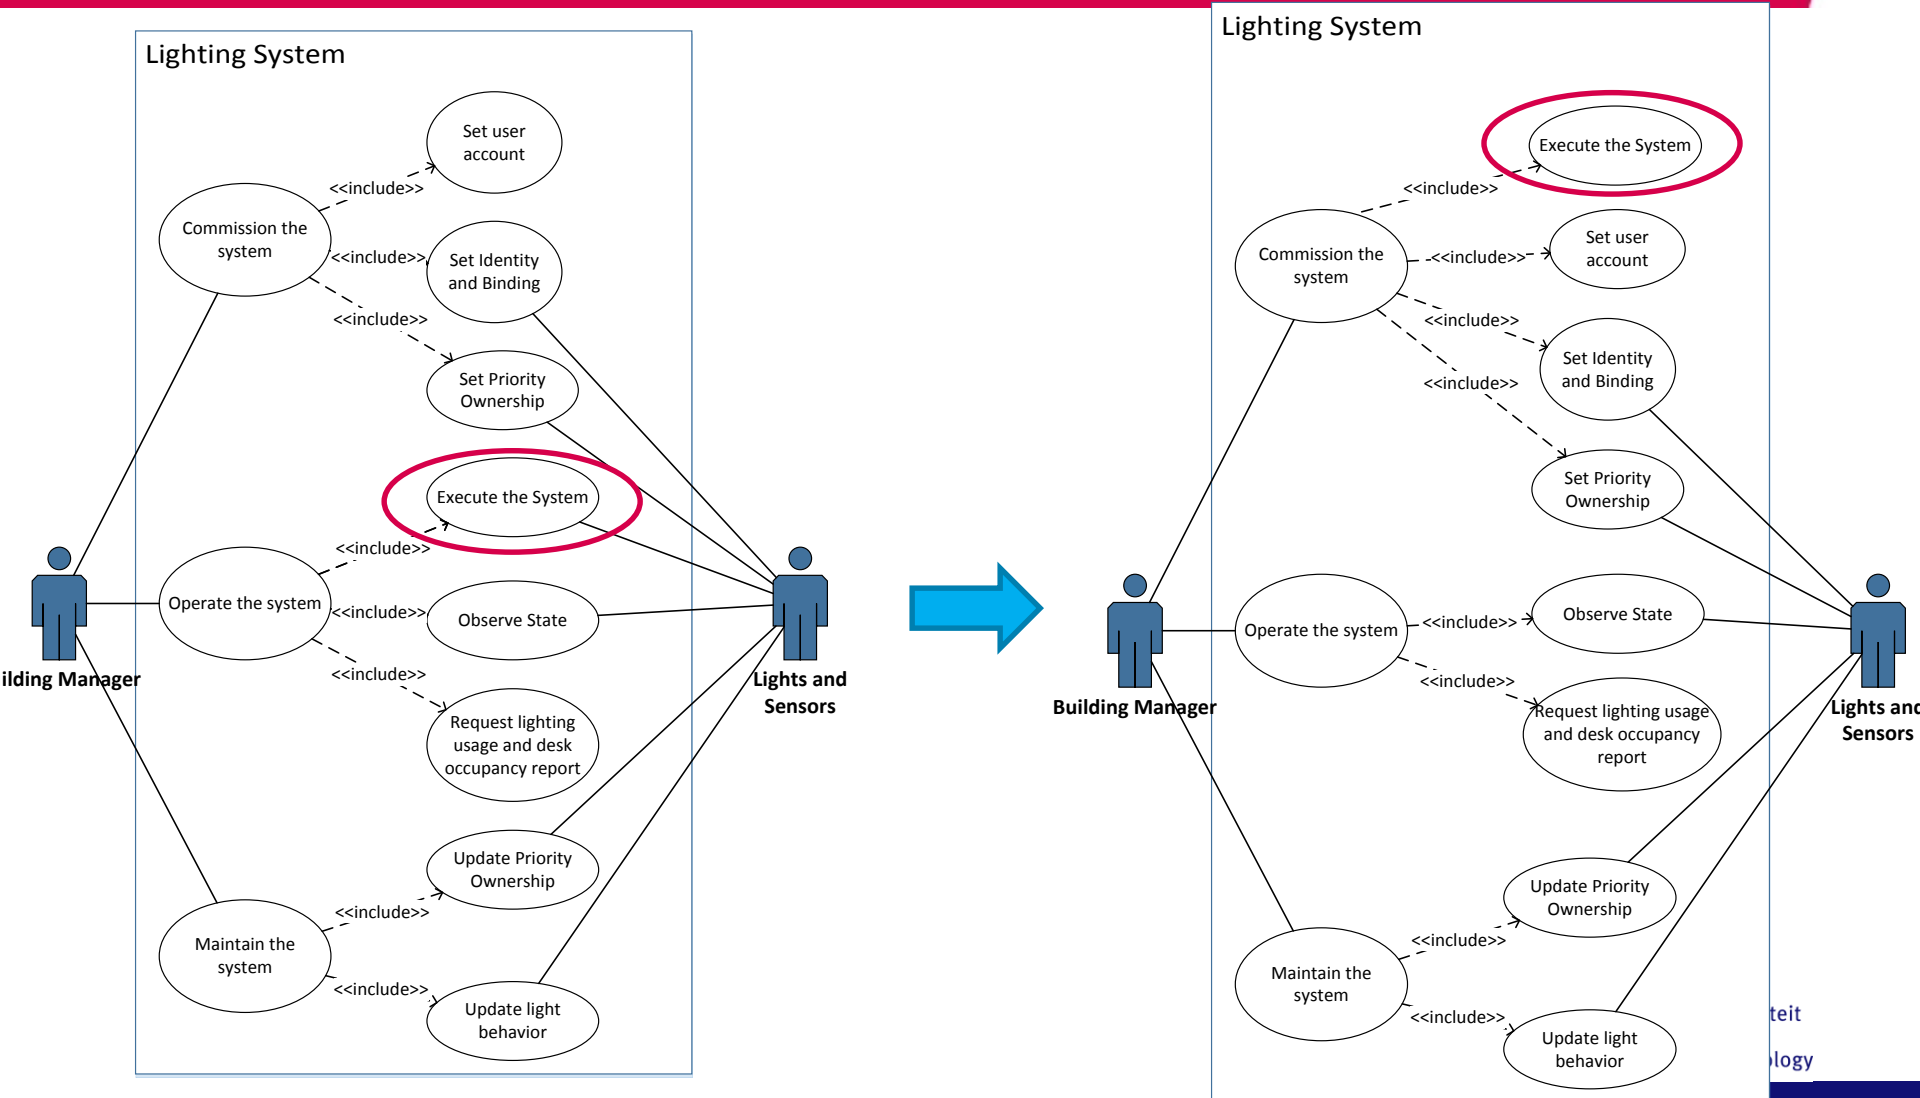 Lighting System
Set user
account
<<include>>
Commission the
system
<<include>>
Set Identity
and Binding
<<include>>
Set Priority
Ownership
Execute the System
<<include>>
Operate the system
<<include>>
Observe State
<<include>>
ilding Manager
Lights and
Sensors
Request lighting
usage and desk
occupancy report
Update Priority
Ownership
<<include>>
Maintain the
system
<<include>>
Update light
behavior
Lighting System
Execute the System
<<include>>
Set user
account
Commission the
system
<<include>>
<<include>>
Set Identity
and Binding
<<include>>
Set Priority
Ownership
Observe State
<<include>>
Operate the system
<<include>>
Building Manager
Lights and
Sensors
Request lighting usage
and desk occupancy
report
Update Priority
Ownership
<<include>>
Maintain the
system
<<include>>
Update light
behavior
teit
logy